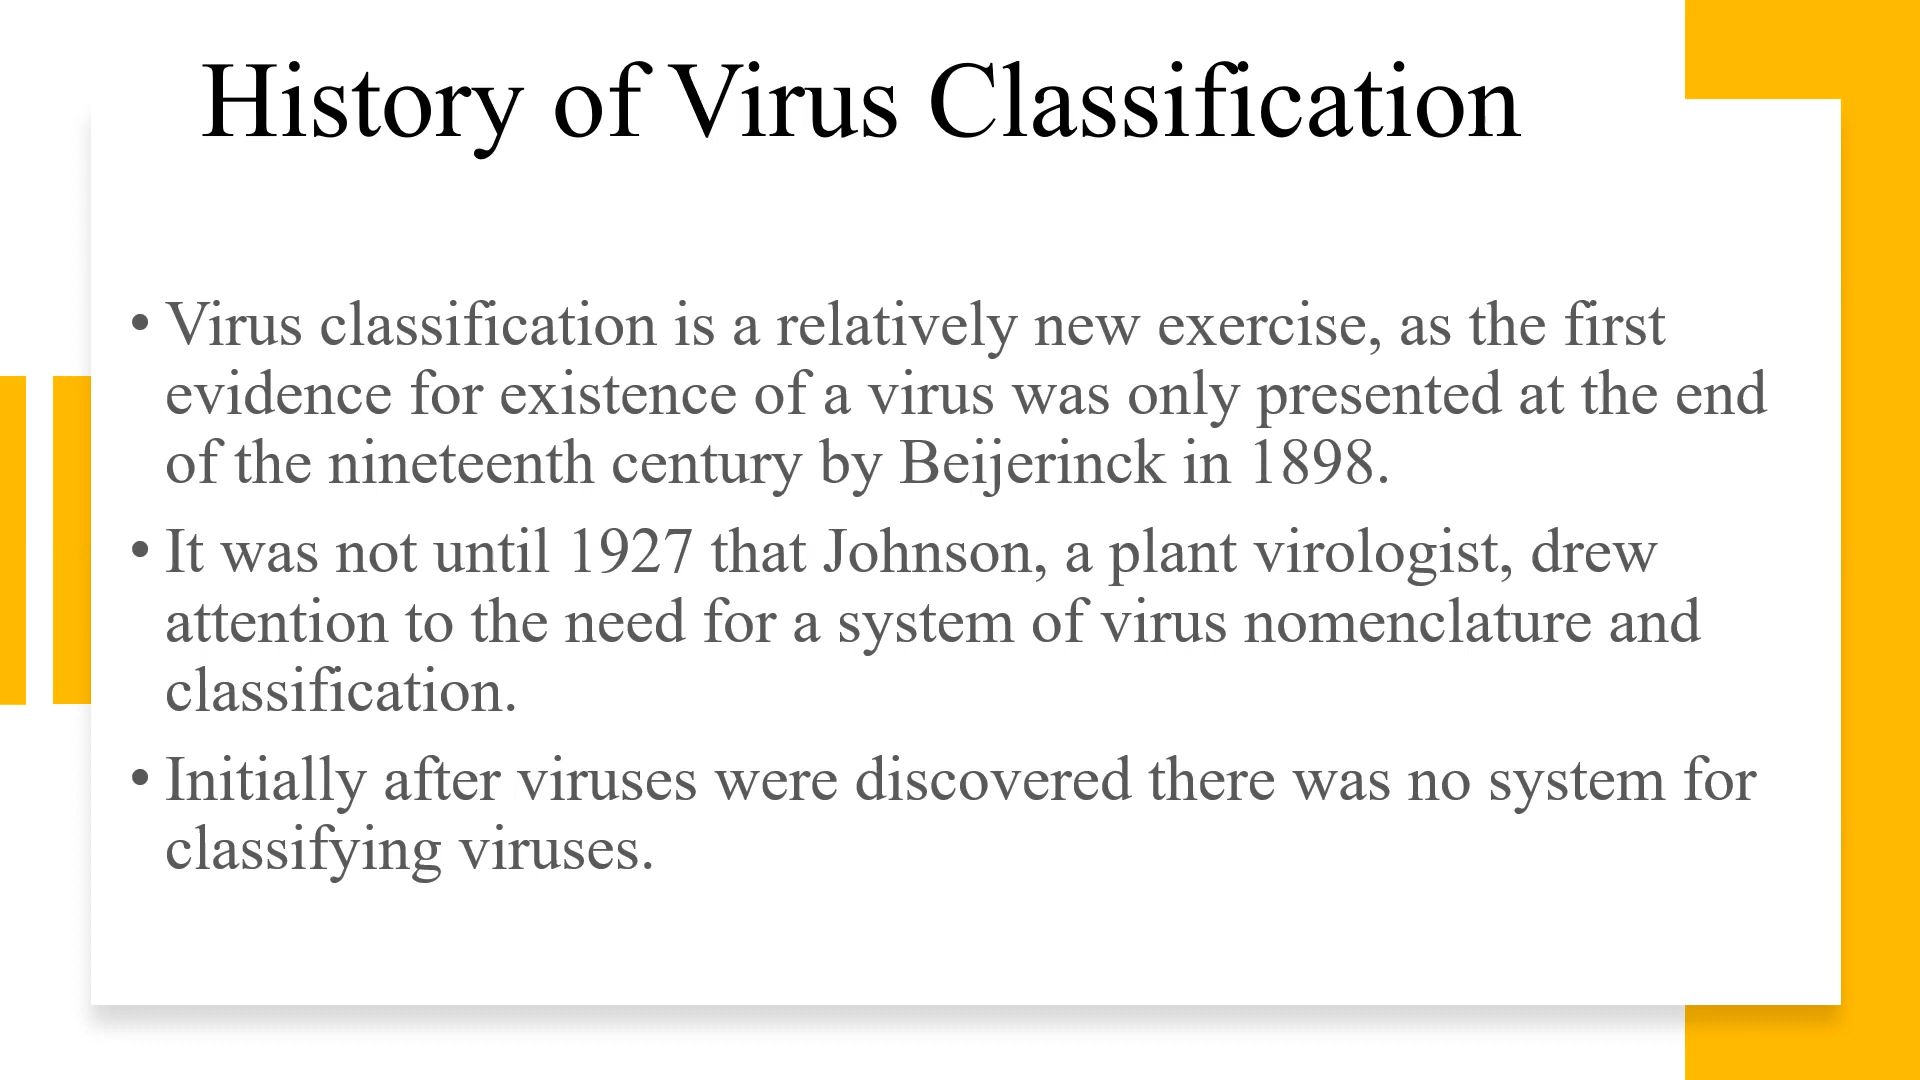 History of Virus Classification
• Virus classification is a relatively new exercise, as the first
evidence for existence of a virus was only presented at the end
of the nineteenth century by Beijerinck in 1898.
• It was not until 1927 that Johnson, a plant virologist, drew
attention to the need for a system of virus nomenclature and
classification.
• Initially after viruses were discovered there was no system for
classifying viruses.